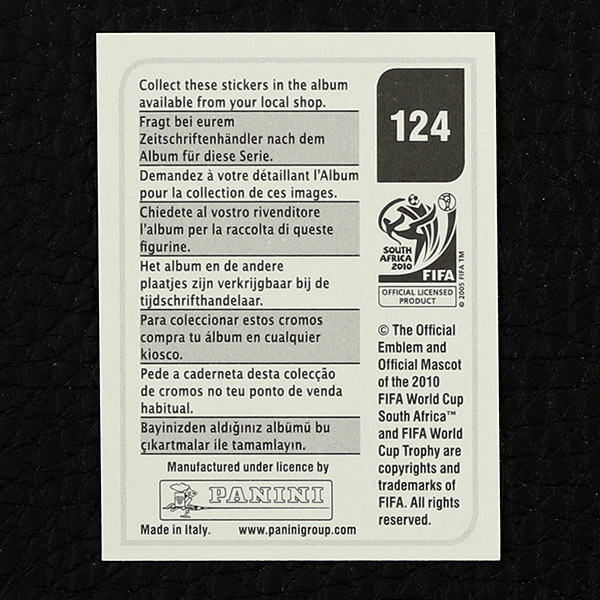 Collect these stickers in the album
available from your local shop.
Fragt bei eurem
Zeitschriftenhändler nach dem
Album für diese Serie.
Demandez à votre détaillant l'Album
pour la collection de ces images.
Chiedete al vostro rivenditore
l'album per la raccolta di queste
figurine.
Het album en de andere
plaatjes zijn verkrijgbaar bij de
tijdschrifthandelaar.
Para coleccionar estos cromos
compra tu álbum en cualquier
kiosco.
Pede a caderneta desta colecção
de cromos no teu ponto de venda
habitual.
Bayinizden aldığınız albümü bu
çıkartmalar ile tamamlayın.
Manufactured under licence by
PANINI
Made in Italy. www.paninigroup.com
124
SOUTH
AFRICA
2010
FIFA
OFFICIAL LICENSED
PRODUCT
© 2005 FIFA TM
© The Official
Emblem and
Official Mascot
of the 2010
FIFA World Cup
South Africa™
and FIFA World
Cup Trophy are
copyrights and
trademarks of
FIFA. All rights
reserved.